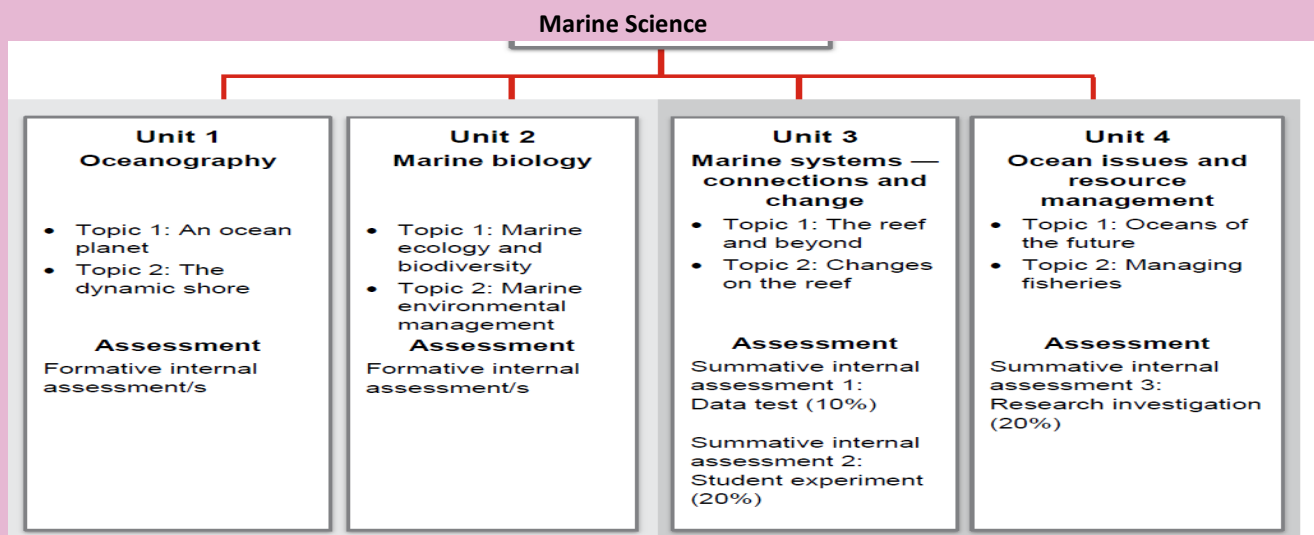 Marine Science
Unit 1
Oceanography
• Topic 1: An ocean
planet
• Topic 2: The
dynamic shore
Assessment
Formative internal
assessment/s
Unit 2
Marine biology
• Topic 1: Marine
ecology and
biodiversity
• Topic 2: Marine
environmental
management
Assessment
Formative internal
assessment/s
Unit 3
Marine systems —
connections and
change
• Topic 1: The reef
and beyond
• Topic 2: Changes
on the reef
Assessment
Summative internal
assessment 1:
Data test (10%)
Summative internal
assessment 2:
Student experiment
(20%)
Unit 4
Ocean issues and
resource
management
• Topic 1: Oceans of
the future
• Topic 2: Managing
fisheries
Assessment
Summative internal
assessment 3:
Research investigation
(20%)